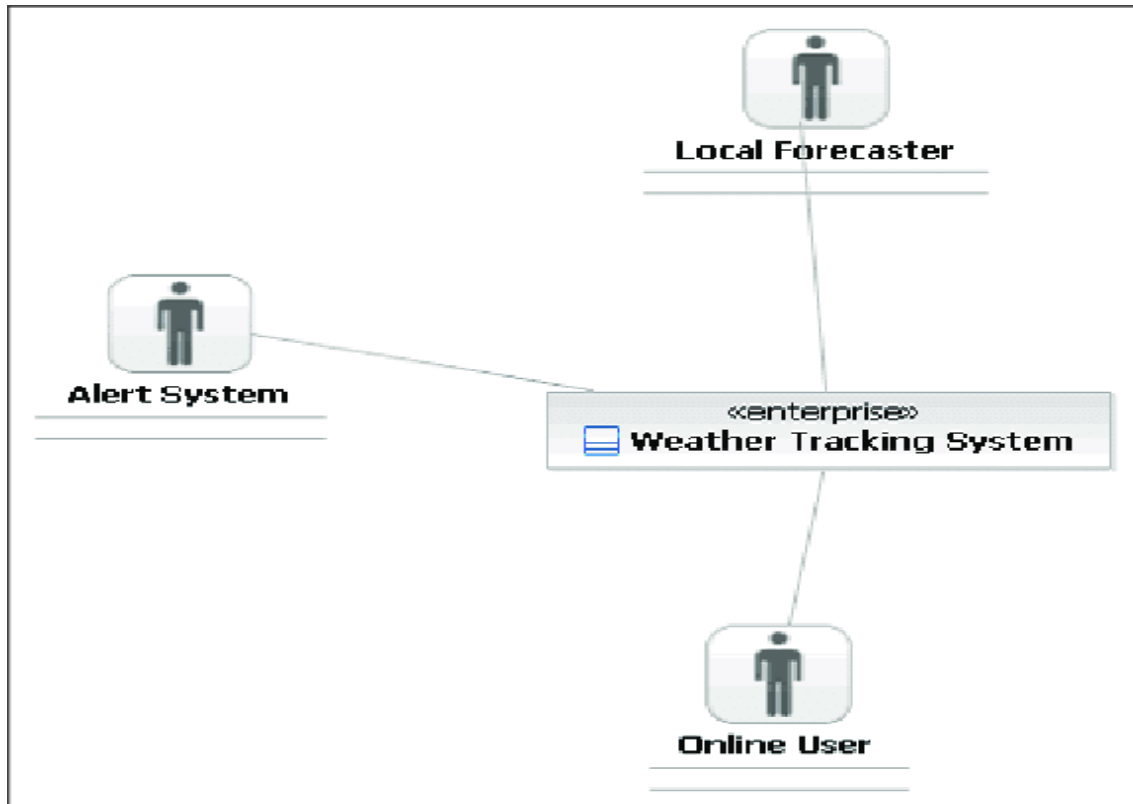 Local Forecaster
Alert System
«enterprise»
Weather Tracking System
Online User